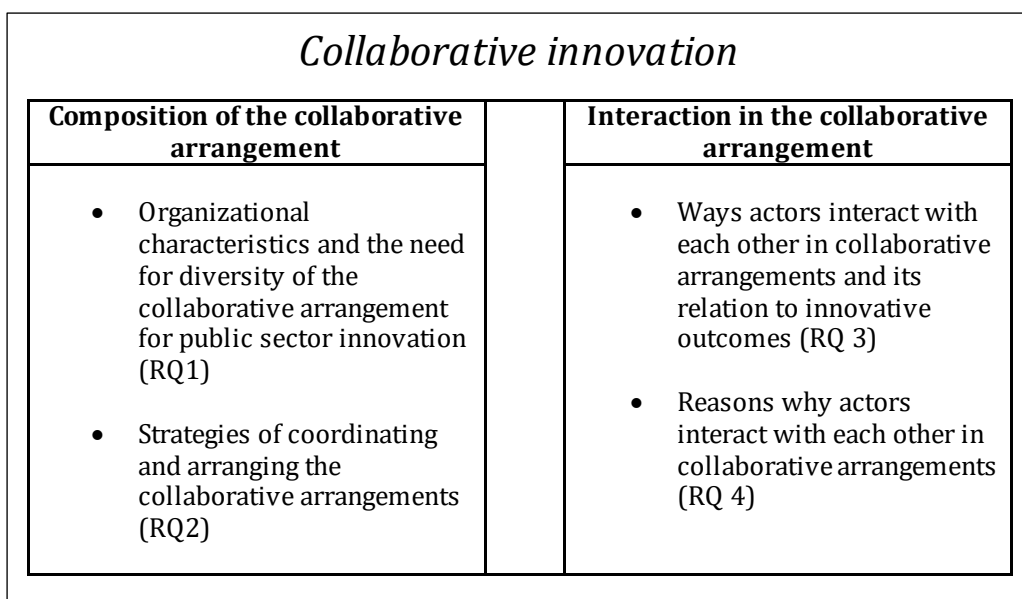 Collaborative innovation
Composition of the collaborative
arrangement
• Organizational
characteristics and the need
for diversity of the
collaborative arrangement
for public sector innovation
(RQ1)
• Strategies of coordinating
and arranging the
collaborative arrangements
(RQ2)
Interaction in the collaborative
arrangement
• Ways actors interact with
each other in collaborative
arrangements and its
relation to innovative
outcomes (RQ 3)
• Reasons why actors
interact with each other in
collaborative arrangements
(RQ 4)